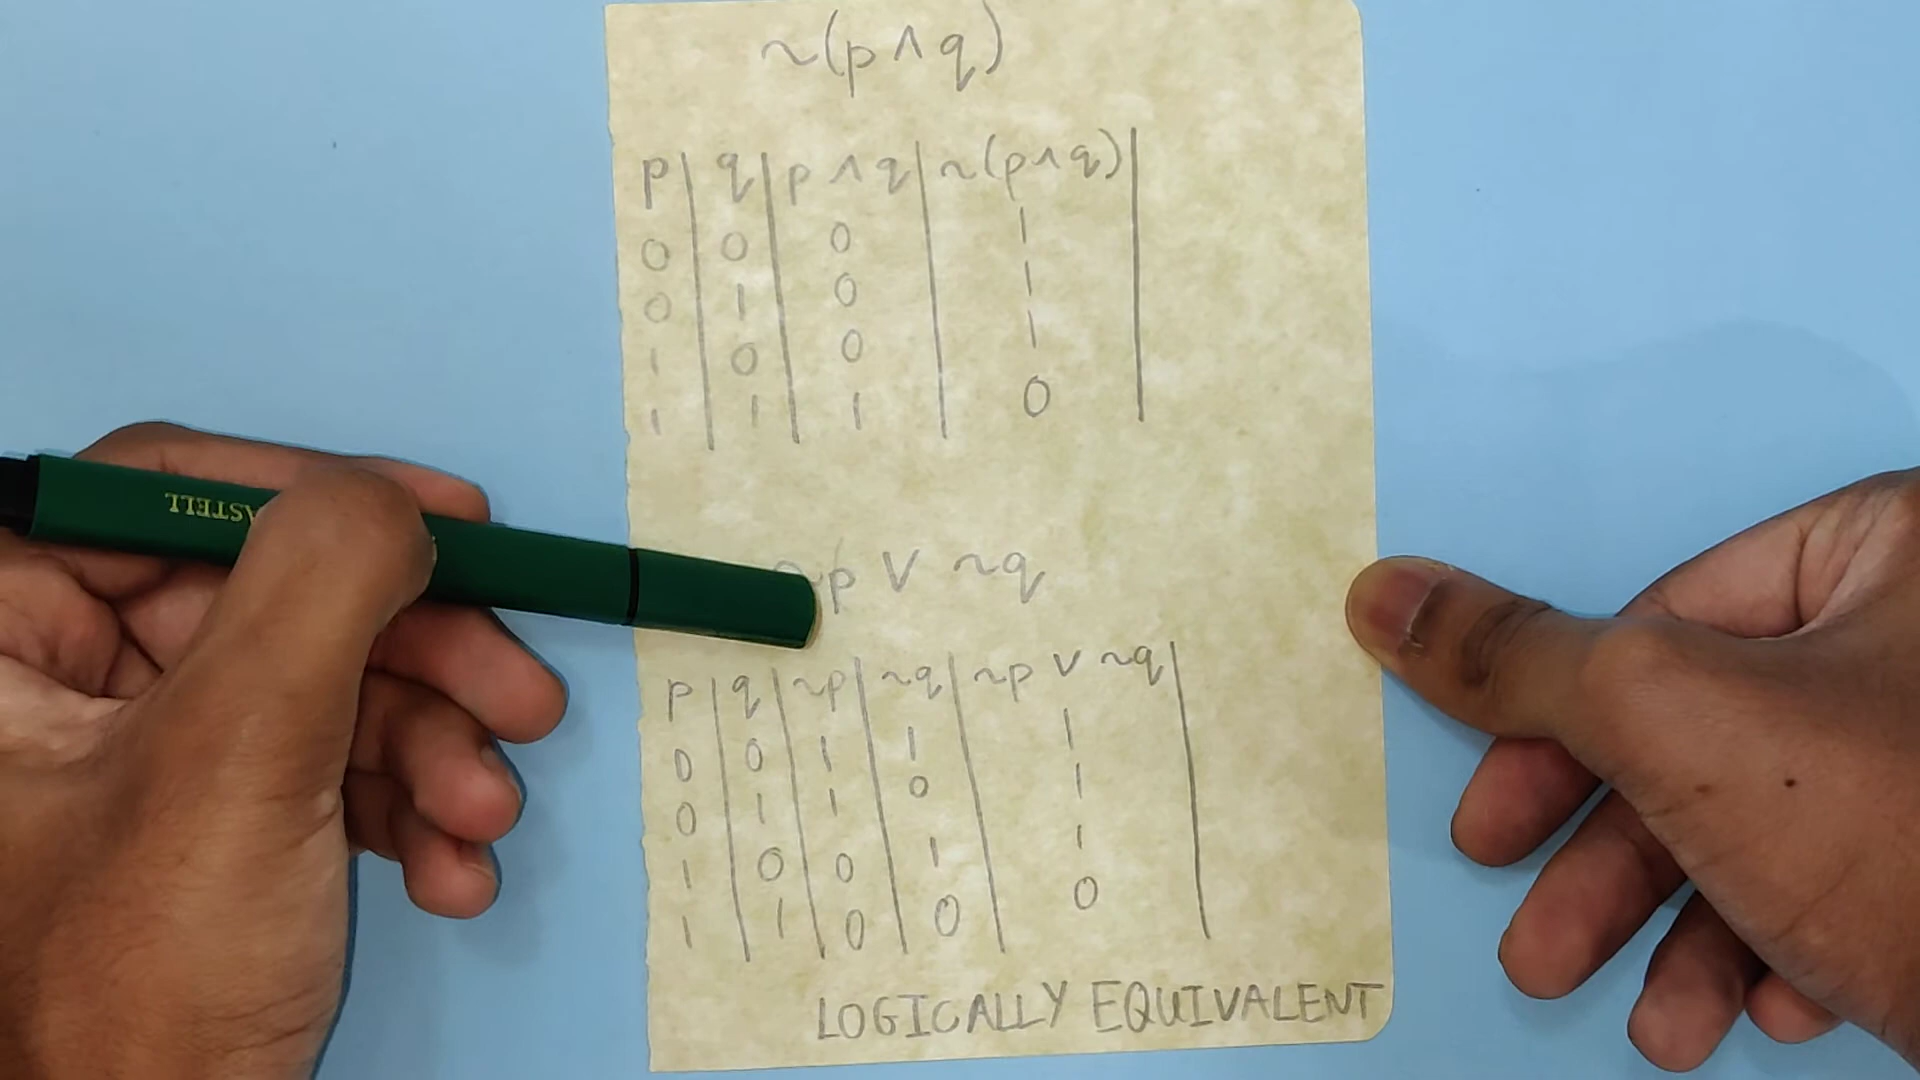 ~(p ∧ q)
p | q | p ∧ q | ~(p ∧ q) |
0 | 0 | 0 | 1
0 | 1 | 0 | 1
1 | 0 | 0 | 1
1 | 1 | 1 | 0
~p ∨ ~q
p | q | ~p | ~q | ~p ∨ ~q |
0 | 0 | 1 | 1 | 1
0 | 1 | 1 | 0 | 1
1 | 0 | 0 | 1 | 1
1 | 1 | 0 | 0 | 0
LOGICALLY EQUIVALENT